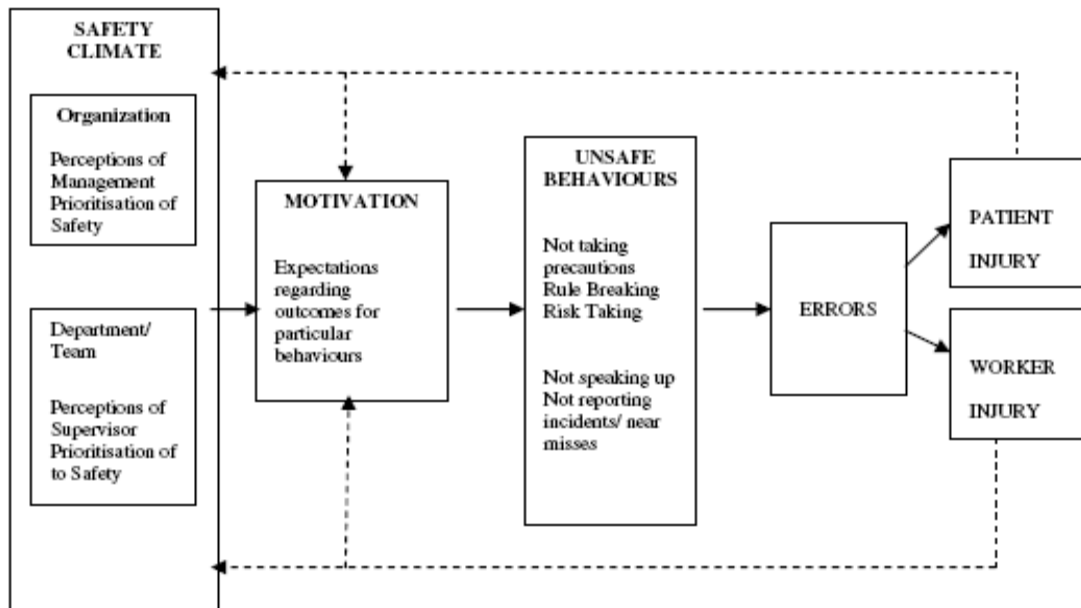 SAFETY
CLIMATE
Organization
Perceptions of
Management
Prioritisation of
Safety
Department/
Team
Perceptions of
Supervisor
Prioritisation of
to Safety
MOTIVATION
Expectations
regarding
outcomes for
particular
behaviours
UNSAFE
BEHAVIOURS
Not taking
precautions
Rule Breaking
Risk Taking
Not speaking up
Not reporting
incidents/ near
misses
ERRORS
PATIENT
INJURY
WORKER
INJURY